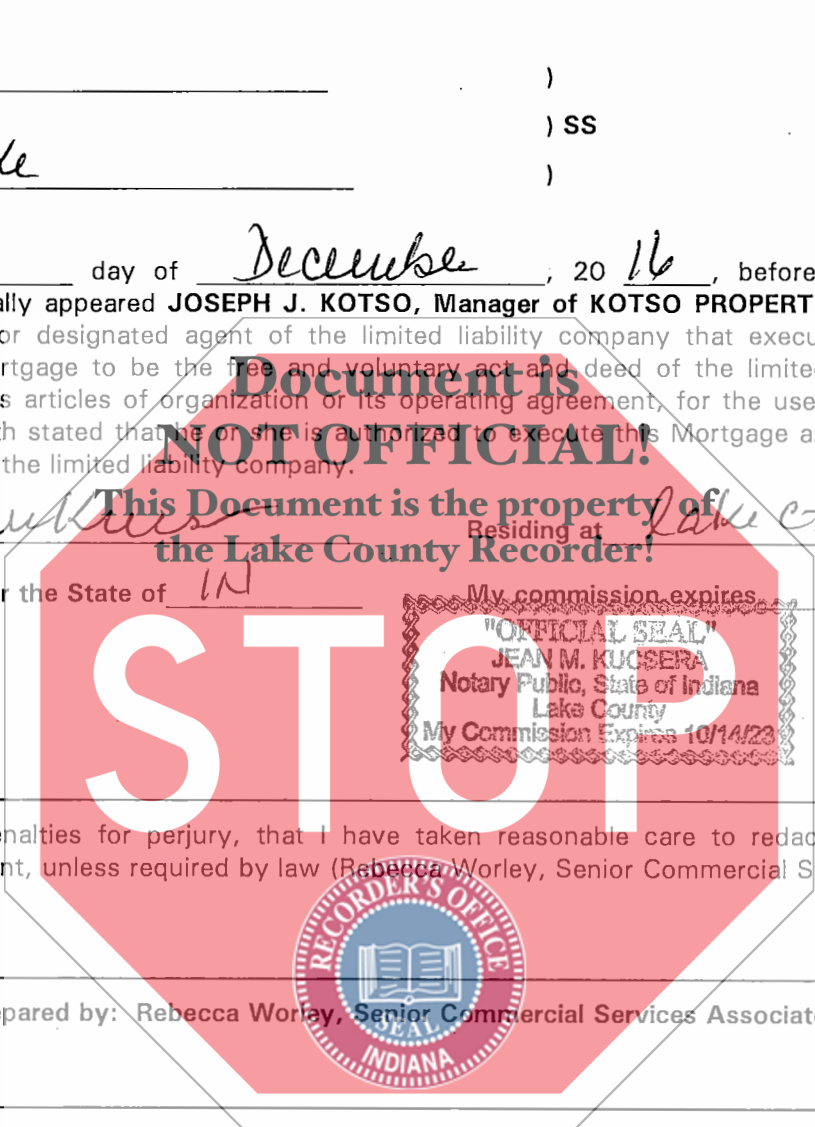 )
) SS
)
day of December, 20 16, before
ally appeared JOSEPH J. KOTSO, Manager of KOTSO PROPERT
or designated agent of the limited liability company that execu
rtgage to be the free and voluntary act and deed of the limite
s articles of organization or its operating agreement, for the use
h stated that he or she is authorized to execute this Mortgage a
the limited liability company.
Document is
NOT OFFICIAL!
This Document is the property of
the Lake County Recorder!
Residing at Lake
r the State of IN
My commission expires
STOP
"OFFICIAL SEAL"
JEAN M. KUCSERA
Notary Public, State of Indiana
Lake County
My Commission Expires 10/14/23
enalties for perjury, that I have taken reasonable care to redac
nt, unless required by law (Rebecca Worley, Senior Commercial S
RECORDER'S OFFICE
SEAL
INDIANA
epared by: Rebecca Worley, Senior Commercial Services Associat